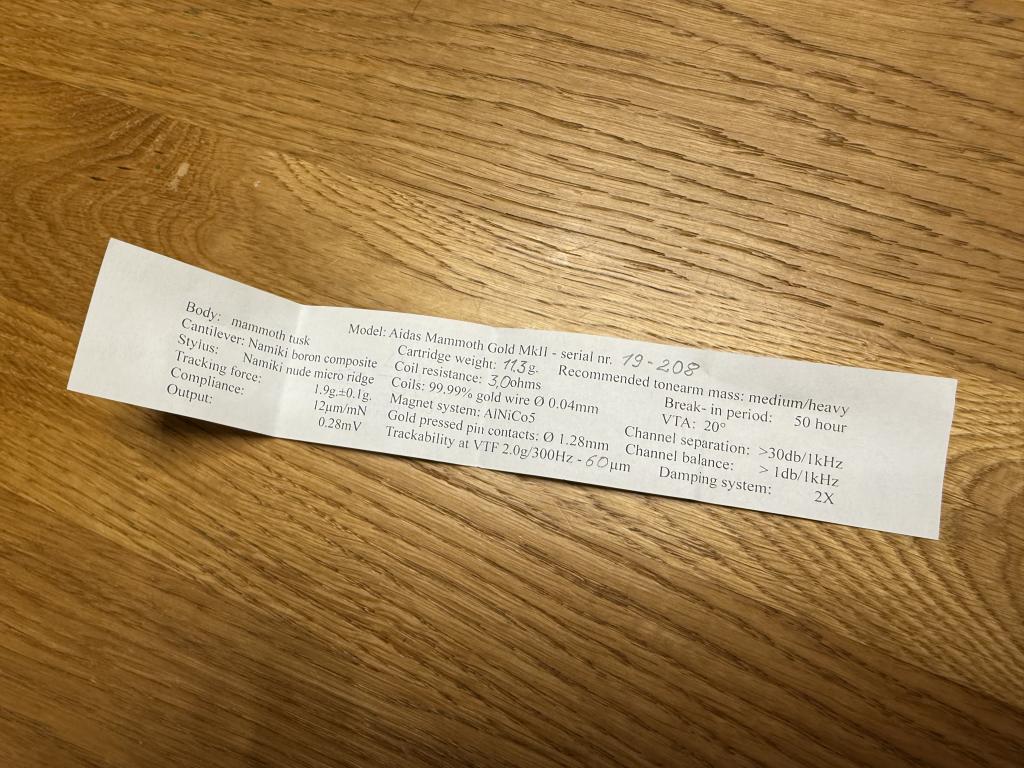 Model: Aidas Mammoth Gold MkII - serial nr. 19-208
Body: mammoth tusk
Cantilever: Namiki boron composite
Stylus: Namiki nude micro ridge
Tracking force: 1.9g.±0.1g.
Compliance: 12µm/mN
Output: 0.28mV
Cartridge weight: 11.3g.
Coil resistance: 3,0ohms
Coils: 99.99% gold wire Ø 0.04mm
Magnet system: AlNiCo5
Gold pressed pin contacts: Ø 1.28mm
Trackability at VTF 2.0g/300Hz - 60µm
Recommended tonearm mass: medium/heavy
Break- in period: 50 hour
VTA: 20°
Channel separation: >30db/1kHz
Channel balance: > 1db/1kHz
Damping system: 2X